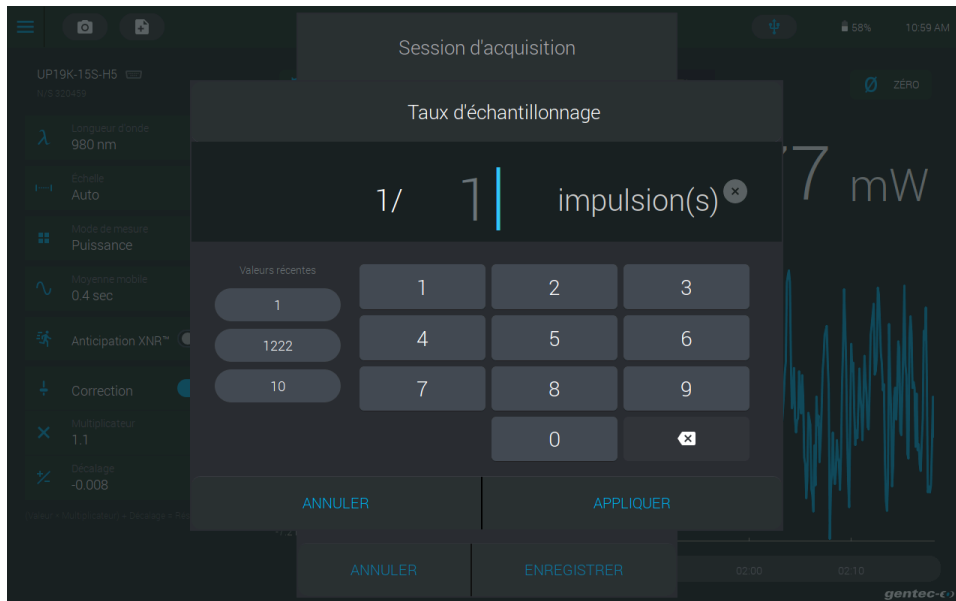 Session d'acquisition
58%
10:59 AM
UP19K-15S-H5
N/S 320459
ZÉRO
Taux d'échantillonnage
Longueur d'onde
980 nm
1/ 1 impulsion(s)
7 mW
Echelle
Auto
Mode de mesure
Puissance
Valeurs récentes
1
1222
10
1 2 3
4 5 6
7 8 9
0
Moyenne mobile
0.4 sec
Anticipation XNR™
Correction
Multiplicateur
1.1
Décalage
-0.008
ANNULER
APPLIQUER
ANNULER
ENREGISTRER
02:00
02:10
gentec-eo